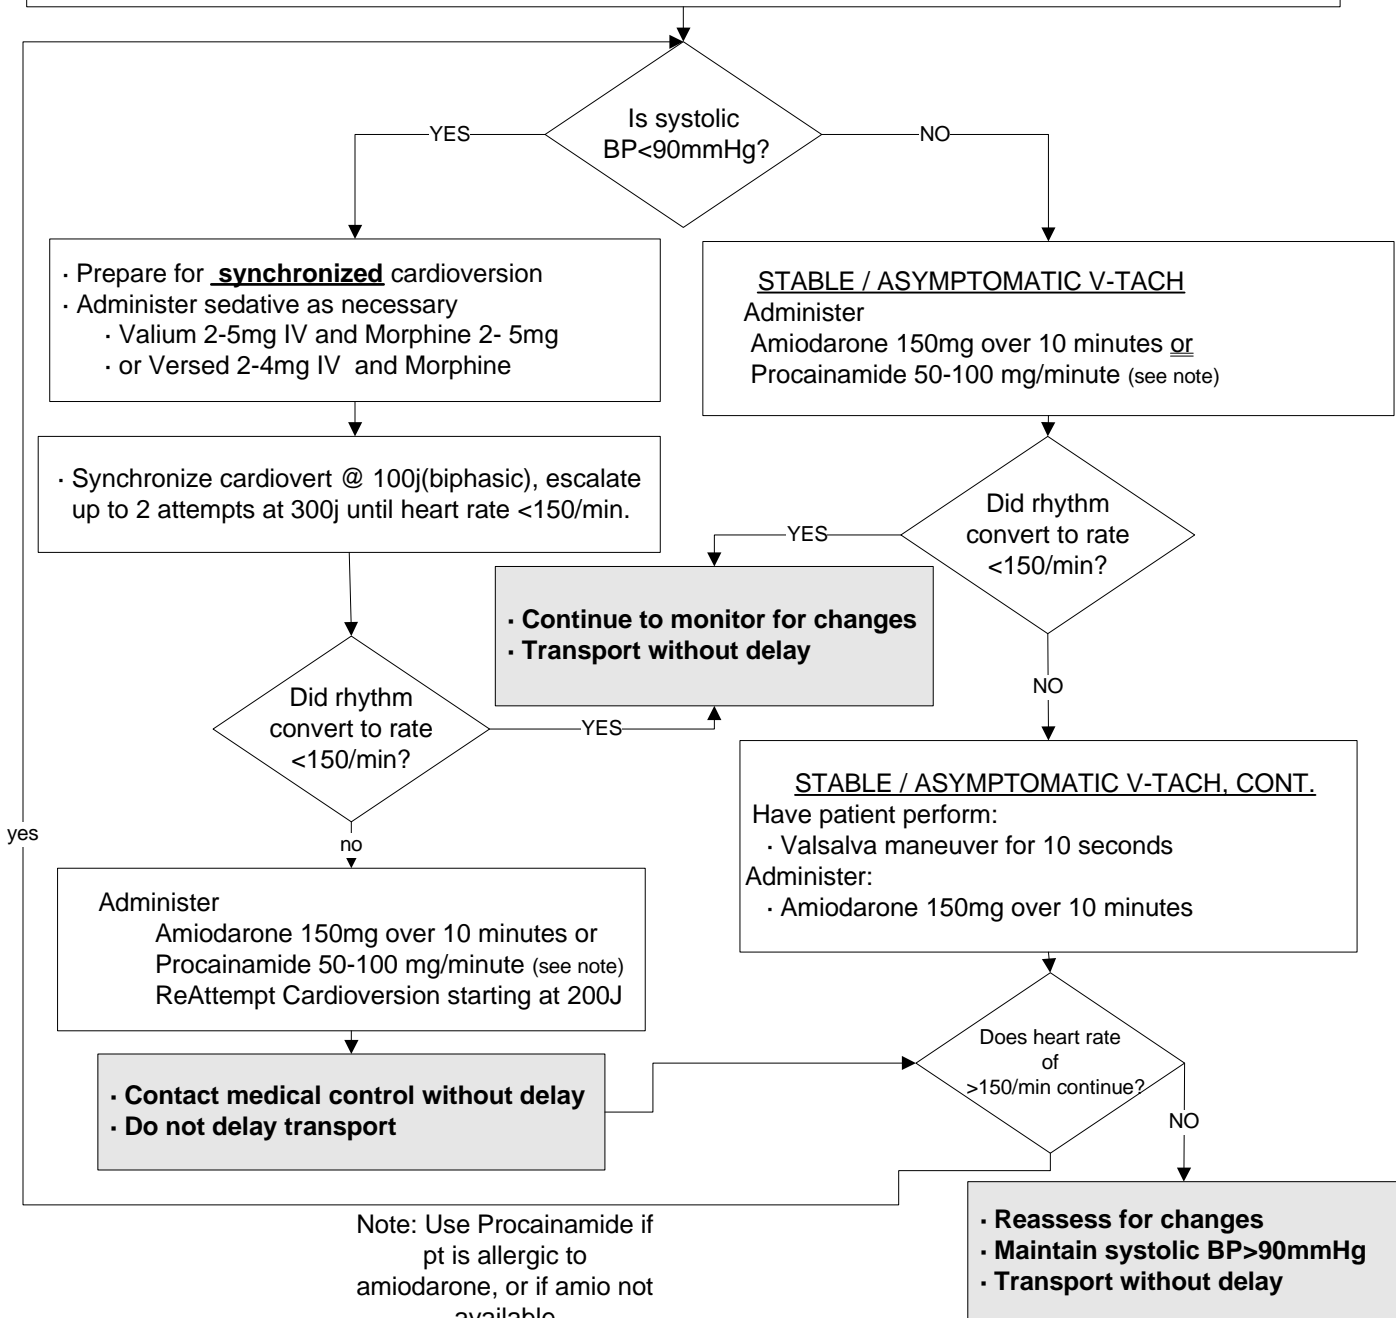 Is systolic
BP<90mmHg?
YES
NO
· Prepare for synchronized cardioversion
· Administer sedative as necessary
· Valium 2-5mg IV and Morphine 2- 5mg
· or Versed 2-4mg IV and Morphine
STABLE / ASYMPTOMATIC V-TACH
Administer
Amiodarone 150mg over 10 minutes or
Procainamide 50-100 mg/minute (see note)
· Synchronize cardiovert @ 100j(biphasic), escalate
up to 2 attempts at 300j until heart rate <150/min.
Did rhythm
convert to rate
<150/min?
YES
NO
· Continue to monitor for changes
· Transport without delay
Did rhythm
convert to rate
<150/min?
YES
no
STABLE / ASYMPTOMATIC V-TACH, CONT.
Have patient perform:
· Valsalva maneuver for 10 seconds
Administer:
· Amiodarone 150mg over 10 minutes
yes
Administer
Amiodarone 150mg over 10 minutes or
Procainamide 50-100 mg/minute (see note)
ReAttempt Cardioversion starting at 200J
· Contact medical control without delay
· Do not delay transport
Does heart rate
of
>150/min continue?
NO
· Reassess for changes
· Maintain systolic BP>90mmHg
· Transport without delay
Note: Use Procainamide if
pt is allergic to
amiodarone, or if amio not
available